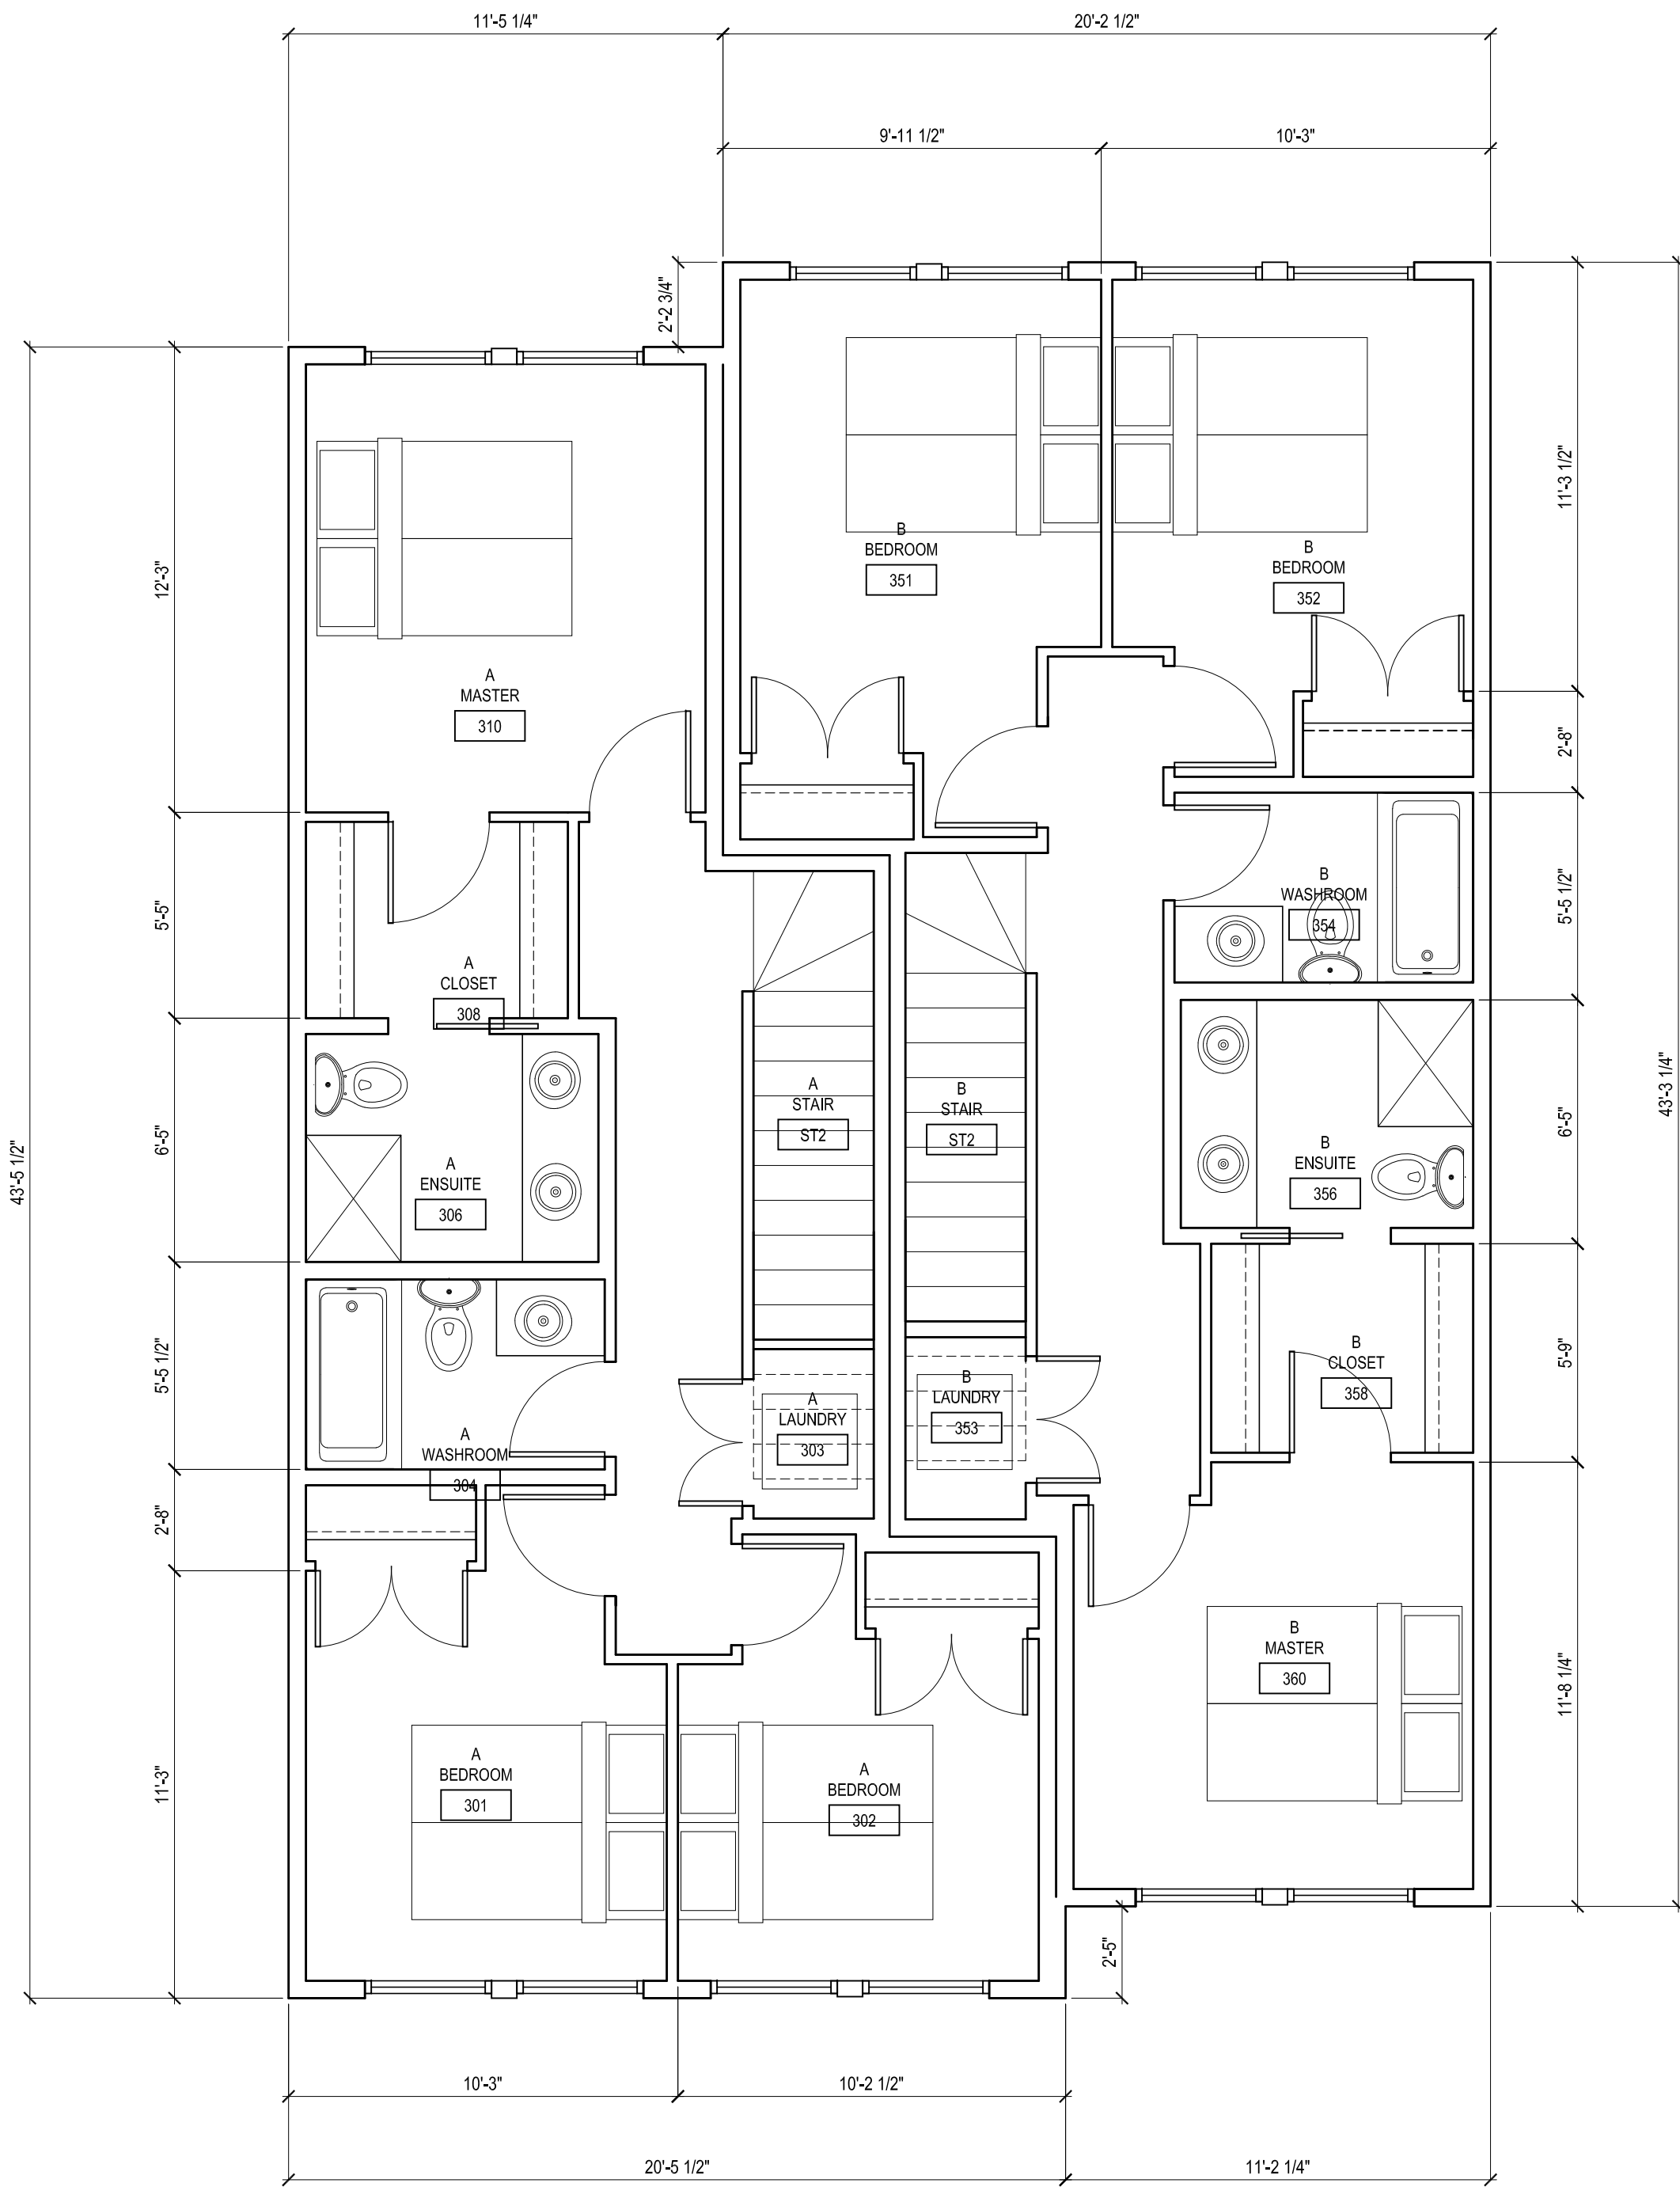 11'-5 1/4"
20'-2 1/2"
9'-11 1/2"
10'-3"
2'-2 3/4"
43'-5 1/2"
12'-3"
5'-5"
6'-5"
5'-5 1/2"
2'-8"
11'-3"
A
MASTER
310
B
BEDROOM
351
B
BEDROOM
352
A
CLOSET
308
B
WASHROOM
354
A
STAIR
ST2
B
STAIR
ST2
A
ENSUITE
306
B
ENSUITE
356
A
WASHROOM
304
A
LAUNDRY
303
B
LAUNDRY
353
B
CLOSET
358
B
MASTER
360
A
BEDROOM
301
A
BEDROOM
302
11'-3 1/2"
2'-8"
5'-5 1/2"
6'-5"
5'-9"
11'-8 1/4"
43'-3 1/4"
2'-5"
10'-3"
10'-2 1/2"
20'-5 1/2"
11'-2 1/4"